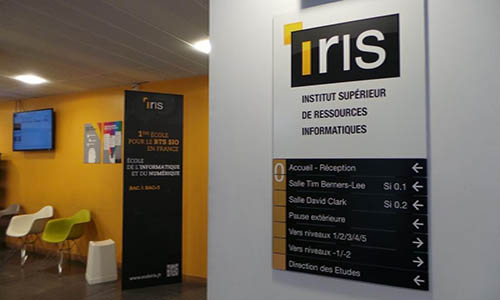 iris
1ÈRE ÉCOLE
POUR LE BTS SIO
EN FRANCE
ÉCOLE
DE L'INFORMATIQUE
ET DU NUMÉRIQUE
BAC À BAC+5
IRIS
INSTITUT SUPÉRIEUR
DE RESSOURCES
INFORMATIQUES
0
Accueil - Réception ←
Salle Tim Berners-Lee Si 0.1 ←
Salle David Clark Si 0.2 ←
Pause extérieure ←
Vers niveaux 1/2/3/4/5 →
Vers niveaux -1/-2 →
Direction des Etudes ←